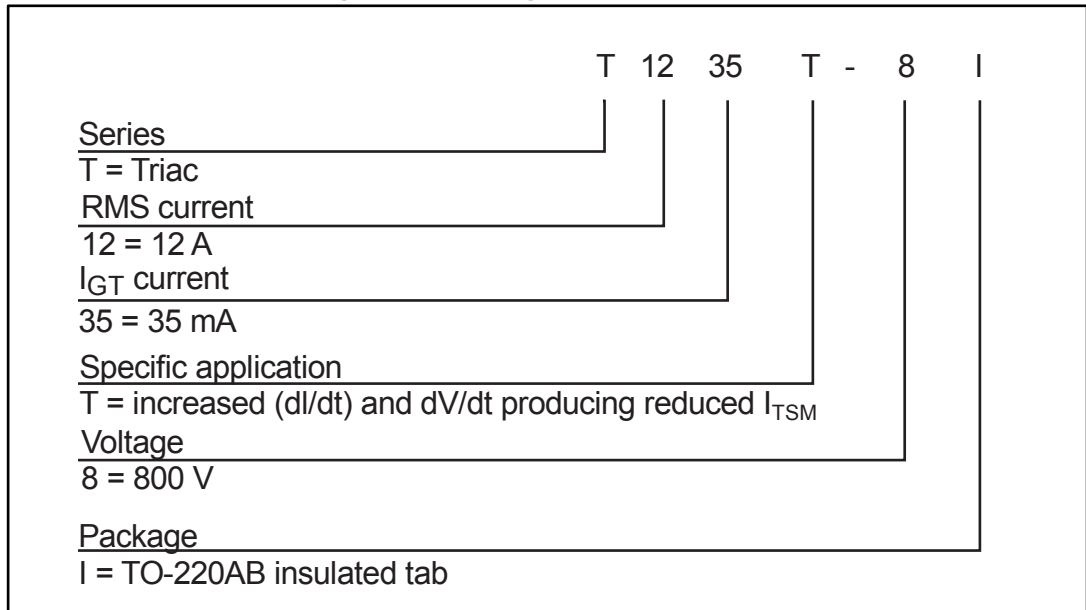 T 12 35 T - 8 I
Series
T = Triac
RMS current
12 = 12 A
IGT current
35 = 35 mA
Specific application
T = increased (dI/dt) and dV/dt producing reduced ITSM
Voltage
8 = 800 V
Package
I = TO-220AB insulated tab